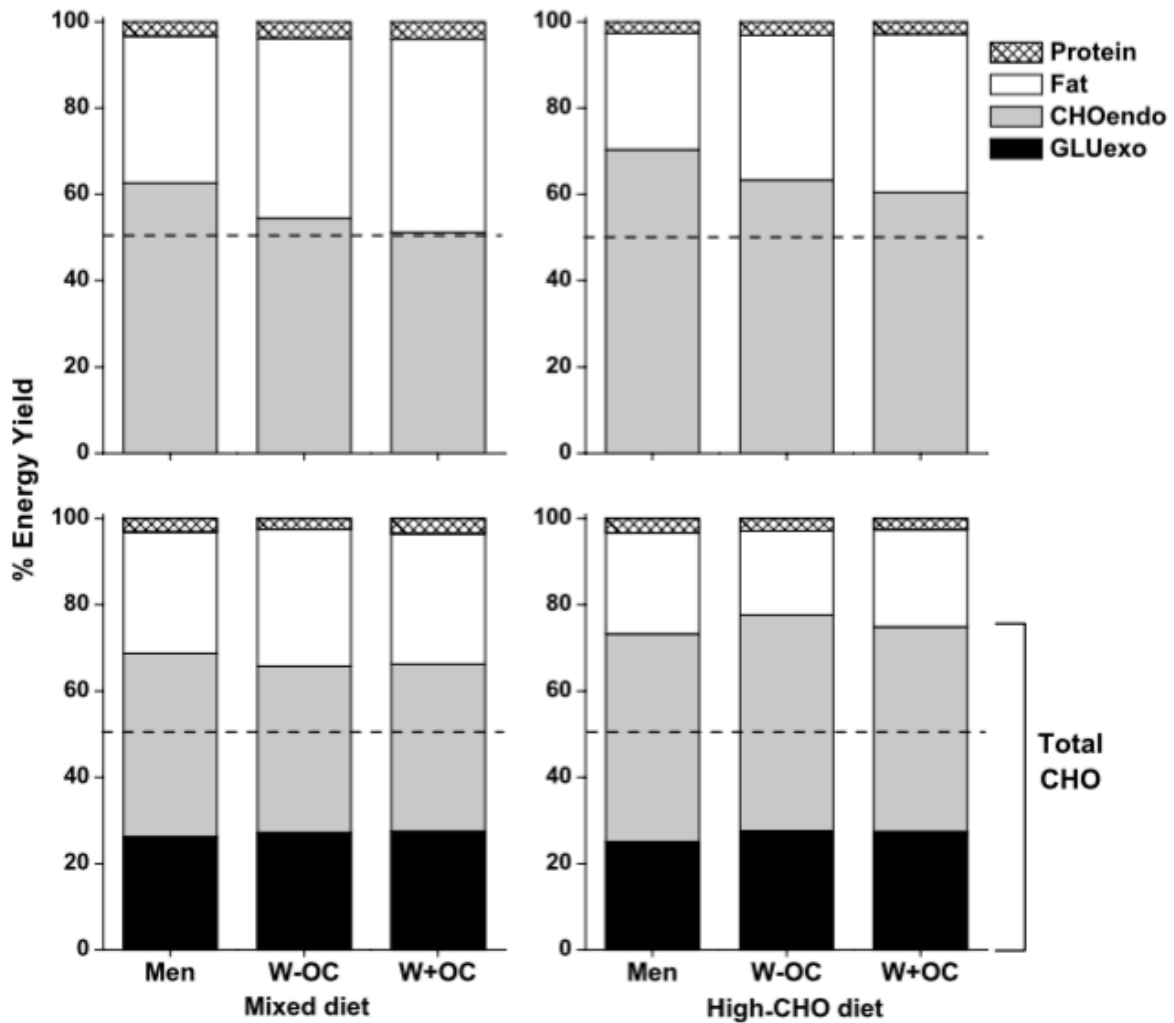 100
80
60
40
20
0
100
80
60
40
20
0
Protein
Fat
CHOendo
GLUexo
% Energy Yield
100
80
60
40
20
0
Men W-OC W+OC
Mixed diet
100
80
60
40
20
0
Men W-OC W+OC
High-CHO diet
Total
CHO